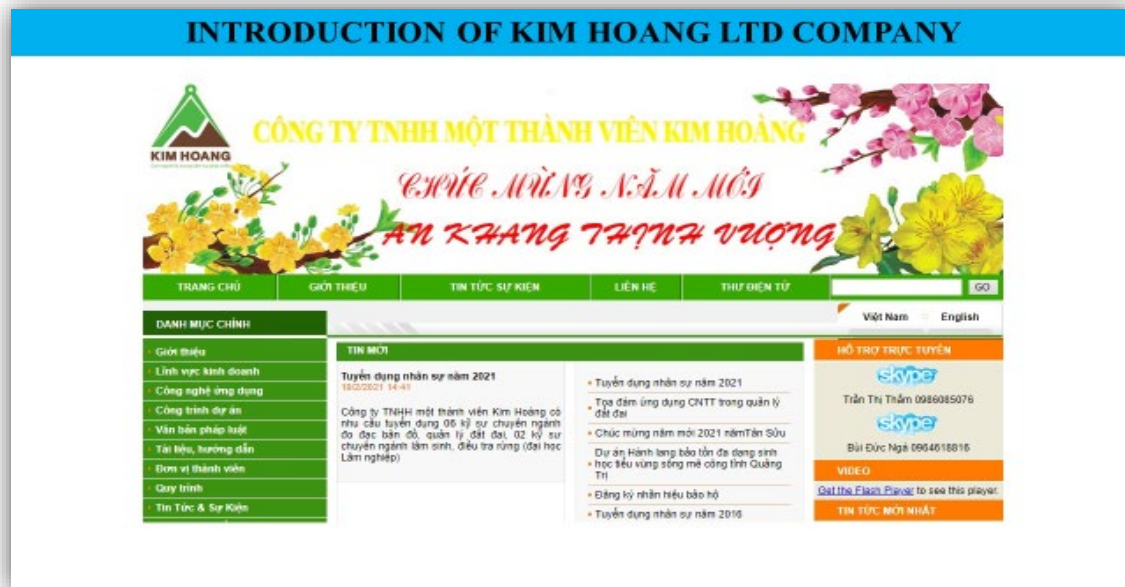 INTRODUCTION OF KIM HOANG LTD COMPANY
KIM HOANG
CÔNG TY TNHH MỘT THÀNH VIÊN KIM HOÀNG
CHÚC MỪNG NĂM MỚI
AN KHANG THỊNH VƯỢNG
TRANG CHỦ GIỚI THIỆU TIN TỨC SỰ KIỆN LIÊN HỆ THƯ ĐIỆN TỬ GO
Việt Nam English
DANH MỤC CHÍNH
Giới thiệu
Lĩnh vực kinh doanh
Công nghệ ứng dụng
Công trình dự án
Văn bản pháp luật
Tài liệu, hướng dẫn
Đơn vị thành viên
Quy trình
Tin Tức & Sự Kiện
TIN MỚI
Tuyển dụng nhân sự năm 2021
18/2/2021 14:41
Công ty TNHH một thành viên Kim Hoàng có
nhu cầu tuyển dụng 06 kỹ sư chuyên ngành
đo đạc bản đồ, quản lý đất đai, 02 kỹ sư
chuyên ngành lâm sinh, điều tra rừng (đại học
Lâm nghiệp)
Tuyển dụng nhân sự năm 2021
Tọa đàm ứng dụng CNTT trong quản lý
đất đai
Chúc mừng năm mới 2021 nămTân Sửu
Dự án Hành lang bảo tồn đa dạng sinh
học tiểu vùng sông mê công tỉnh Quảng
Trị
Đăng ký nhãn hiệu bảo hộ
Tuyển dụng nhân sự năm 2016
HỖ TRỢ TRỰC TUYẾN
skype
Trần Thị Thắm 0986085076
skype
Bùi Đức Ngà 0964618816
VIDEO
Get the Flash Player to see this player.
TIN TỨC MỚI NHẤT